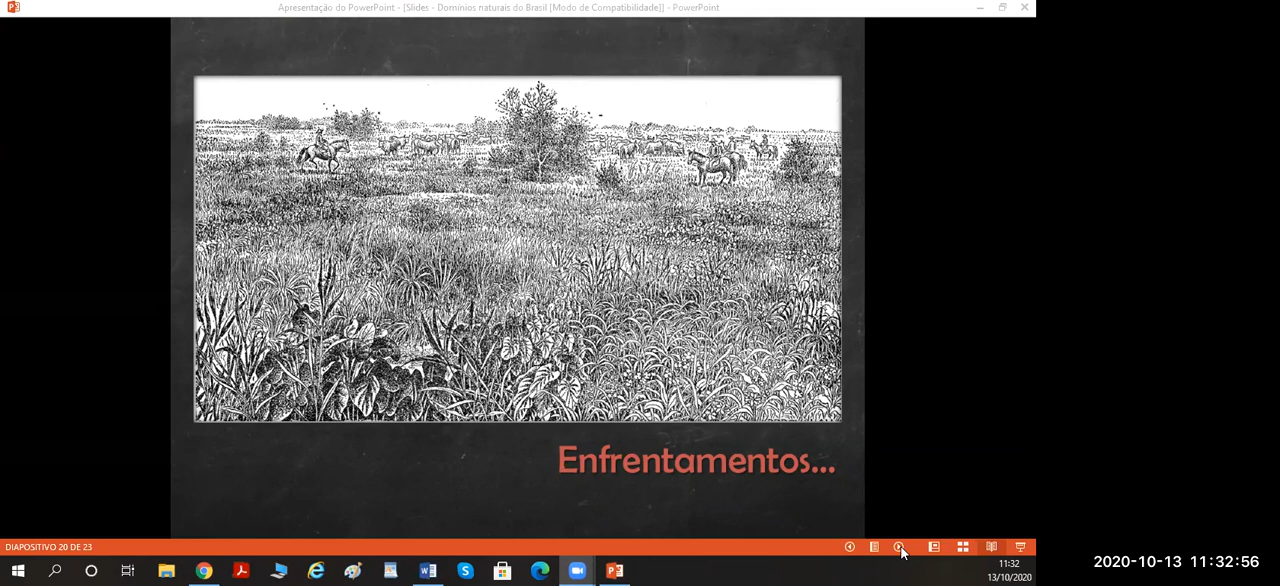 Apresentação do PowerPoint - [Slides - Domínios naturais do Brasil [Modo de Compatibilidade]] - PowerPoint
Enfrentamentos...
DIAPOSITIVO 20 DE 23
11:32
13/10/2020
2020-10-13 11:32:56